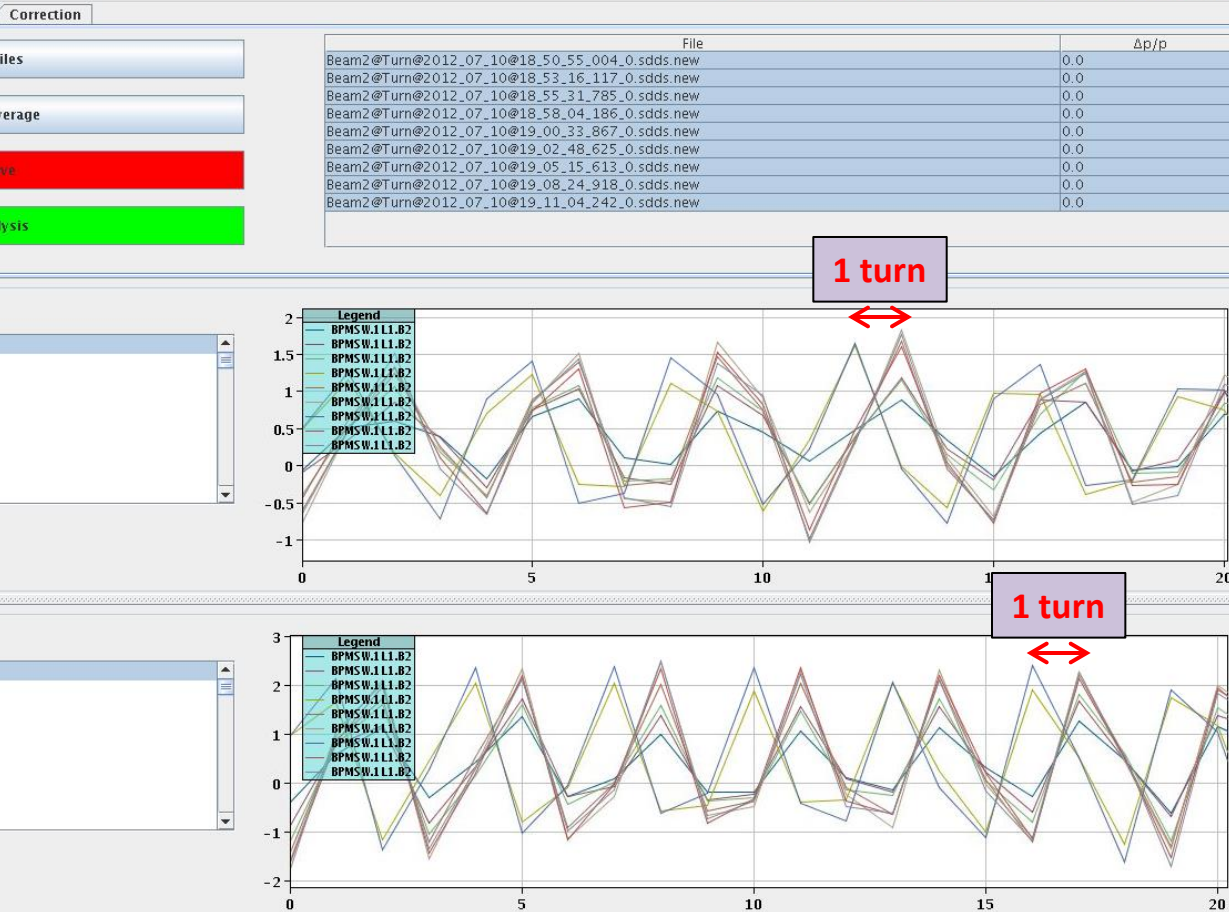 Correction
iles
erage
ve
lysis
File Δp/p
Beam2@Turn@2012_07_10@18_50_55_004_0.sdds.new 0.0
Beam2@Turn@2012_07_10@18_53_16_117_0.sdds.new 0.0
Beam2@Turn@2012_07_10@18_55_31_785_0.sdds.new 0.0
Beam2@Turn@2012_07_10@18_58_04_186_0.sdds.new 0.0
Beam2@Turn@2012_07_10@19_00_33_867_0.sdds.new 0.0
Beam2@Turn@2012_07_10@19_02_48_625_0.sdds.new 0.0
Beam2@Turn@2012_07_10@19_05_15_613_0.sdds.new 0.0
Beam2@Turn@2012_07_10@19_08_24_918_0.sdds.new 0.0
Beam2@Turn@2012_07_10@19_11_04_242_0.sdds.new 0.0
1 turn
Legend
BPMSW.1L1.B2
BPMSW.1L1.B2
BPMSW.1L1.B2
BPMSW.1L1.B2
BPMSW.1L1.B2
BPMSW.1L1.B2
BPMSW.1L1.B2
BPMSW.1L1.B2
BPMSW.1L1.B2
2
1.5
1
0.5
0
-0.5
-1
0 5 10 1 20
1 turn
Legend
BPMSW.1L1.B2
BPMSW.1L1.B2
BPMSW.1L1.B2
BPMSW.1L1.B2
BPMSW.1L1.B2
BPMSW.1L1.B2
BPMSW.1L1.B2
BPMSW.1L1.B2
BPMSW.1L1.B2
3
2
1
0
-1
-2
0 5 10 15 20